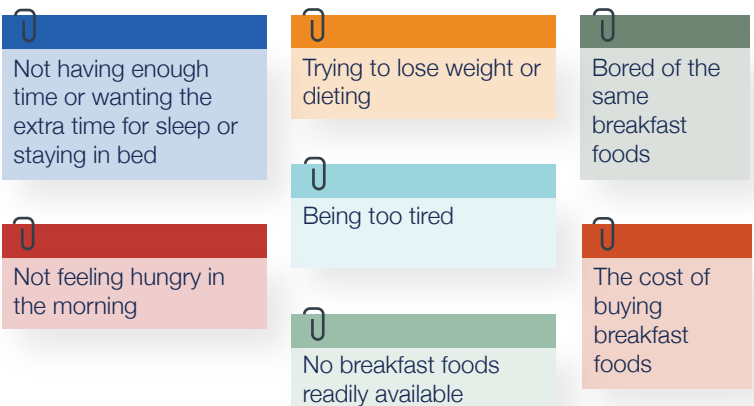 Not having enough
time or wanting the
extra time for sleep or
staying in bed
Trying to lose weight or
dieting
Bored of the
same
breakfast
foods
Being too tired
Not feeling hungry in
the morning
The cost of
buying
breakfast
foods
No breakfast foods
readily available